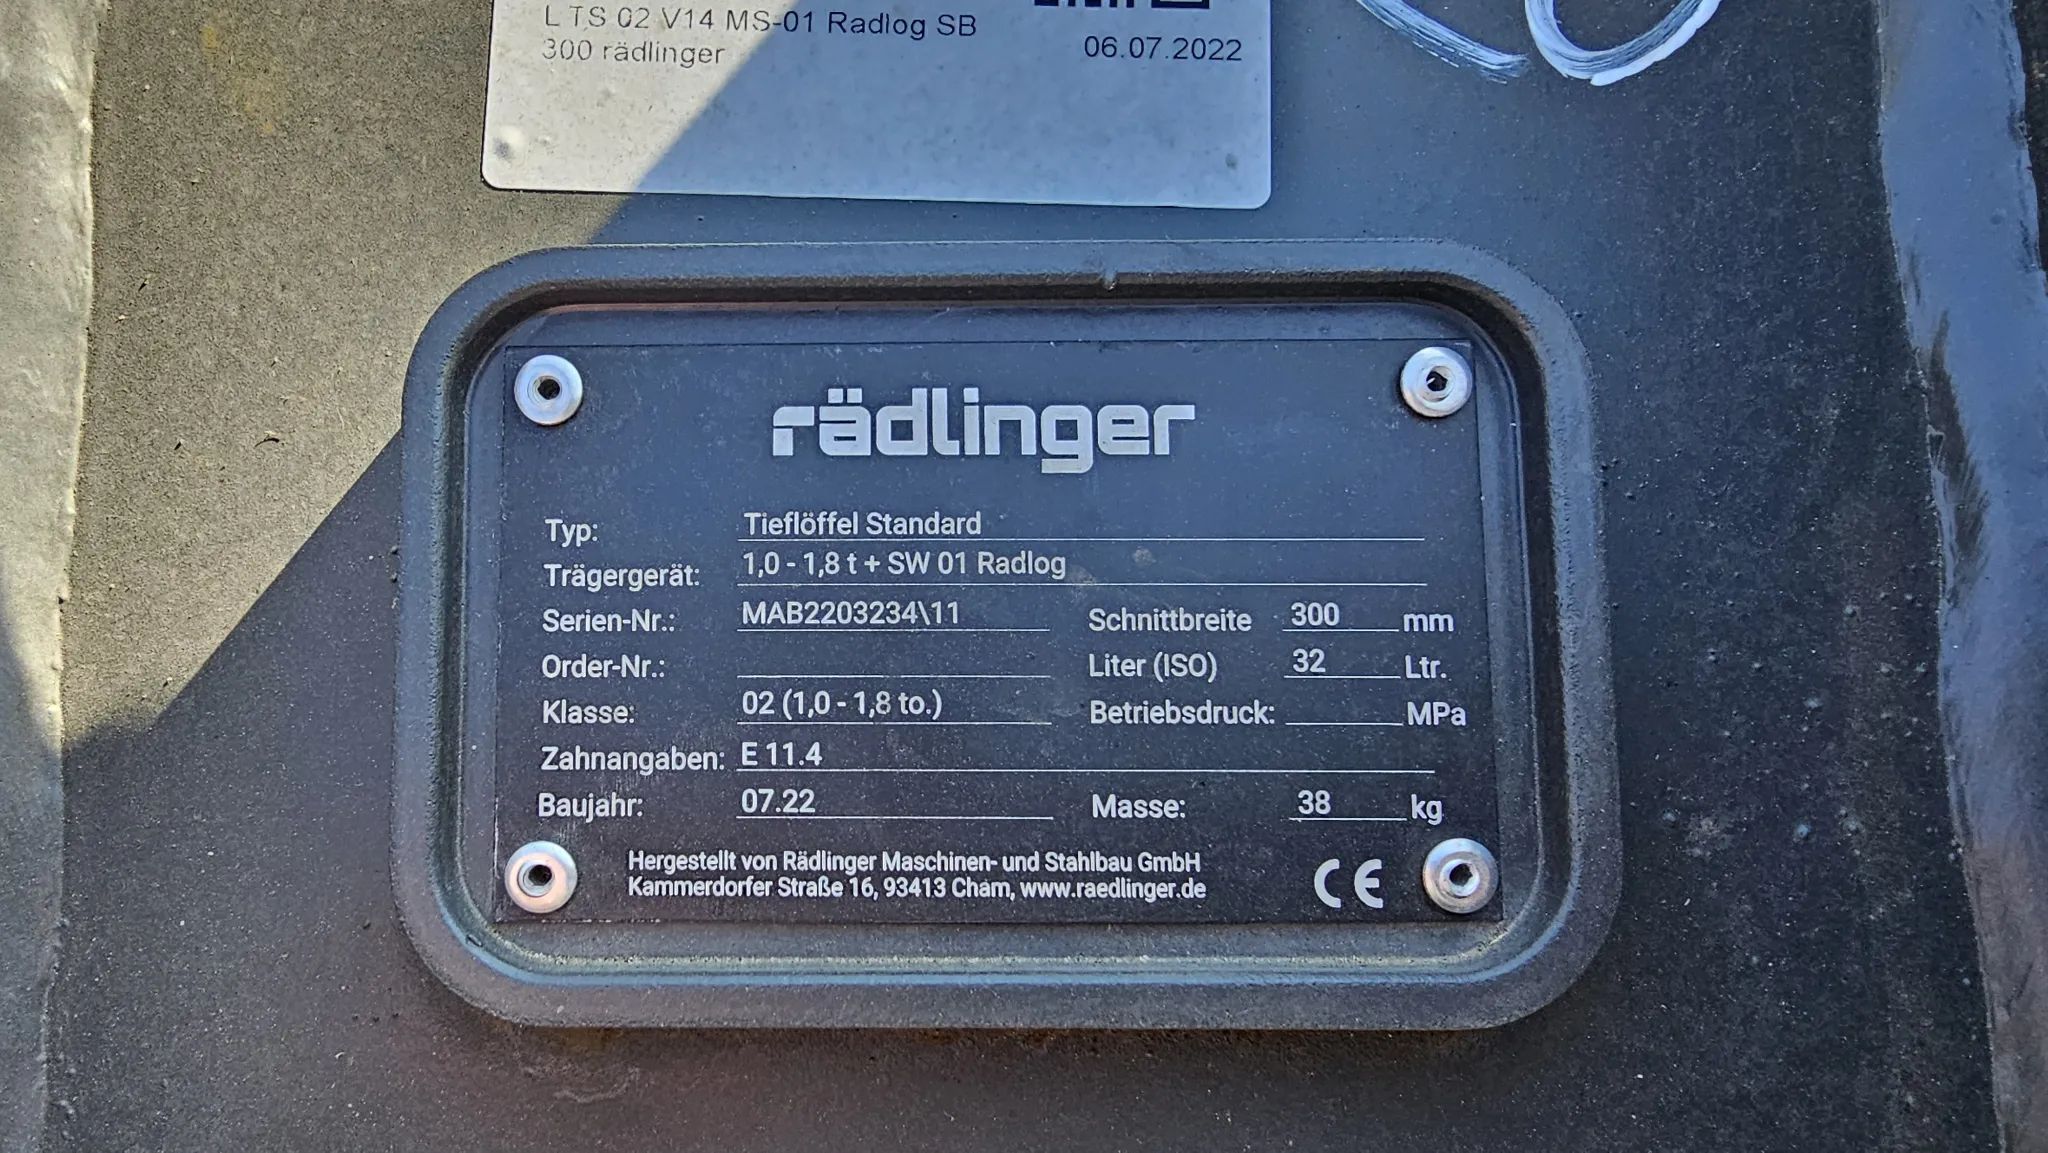 L TS 02 V14 MS-01 Radlog SB
300 rädlinger 06.07.2022
rädlinger
Typ: Tieflöffel Standard
Trägergerät: 1,0 - 1,8 t + SW 01 Radlog
Serien-Nr.: MAB2203234\11 Schnittbreite 300 mm
Order-Nr.: Liter (ISO) 32 Ltr.
Klasse: 02 (1,0 - 1,8 to.) Betriebsdruck: MPa
Zahnangaben: E 11.4
Baujahr: 07.22 Masse: 38 kg
Hergestellt von Rädlinger Maschinen- und Stahlbau GmbH
Kammerdorfer Straße 16, 93413 Cham, www.raedlinger.de
CE